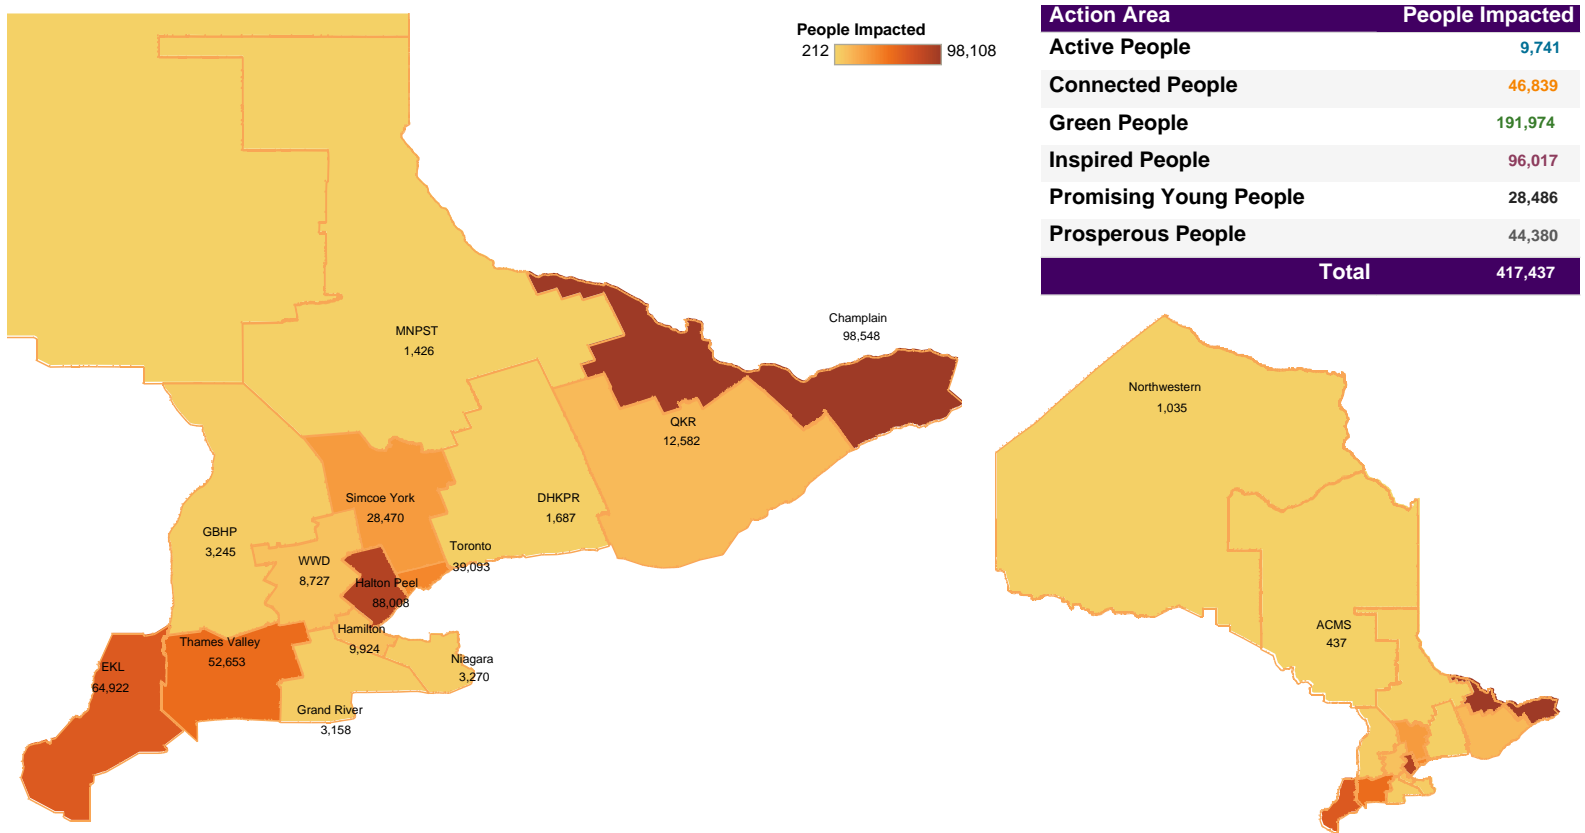 People Impacted
212 98,108
Action Area People Impacted
Active People 9,741
Connected People 46,839
Green People 191,974
Inspired People 96,017
Promising Young People 28,486
Prosperous People 44,380
Total 417,437
MNPST
1,426
Champlain
98,548
QKR
12,582
Simcoe York
28,470
DHKPR
1,687
GBHP
3,245
Toronto
39,093
WWD
8,727
Halton Peel
88,008
Hamilton
9,924
Thames Valley
52,653
EKL
64,922
Niagara
3,270
Grand River
3,158
Northwestern
1,035
ACMS
437